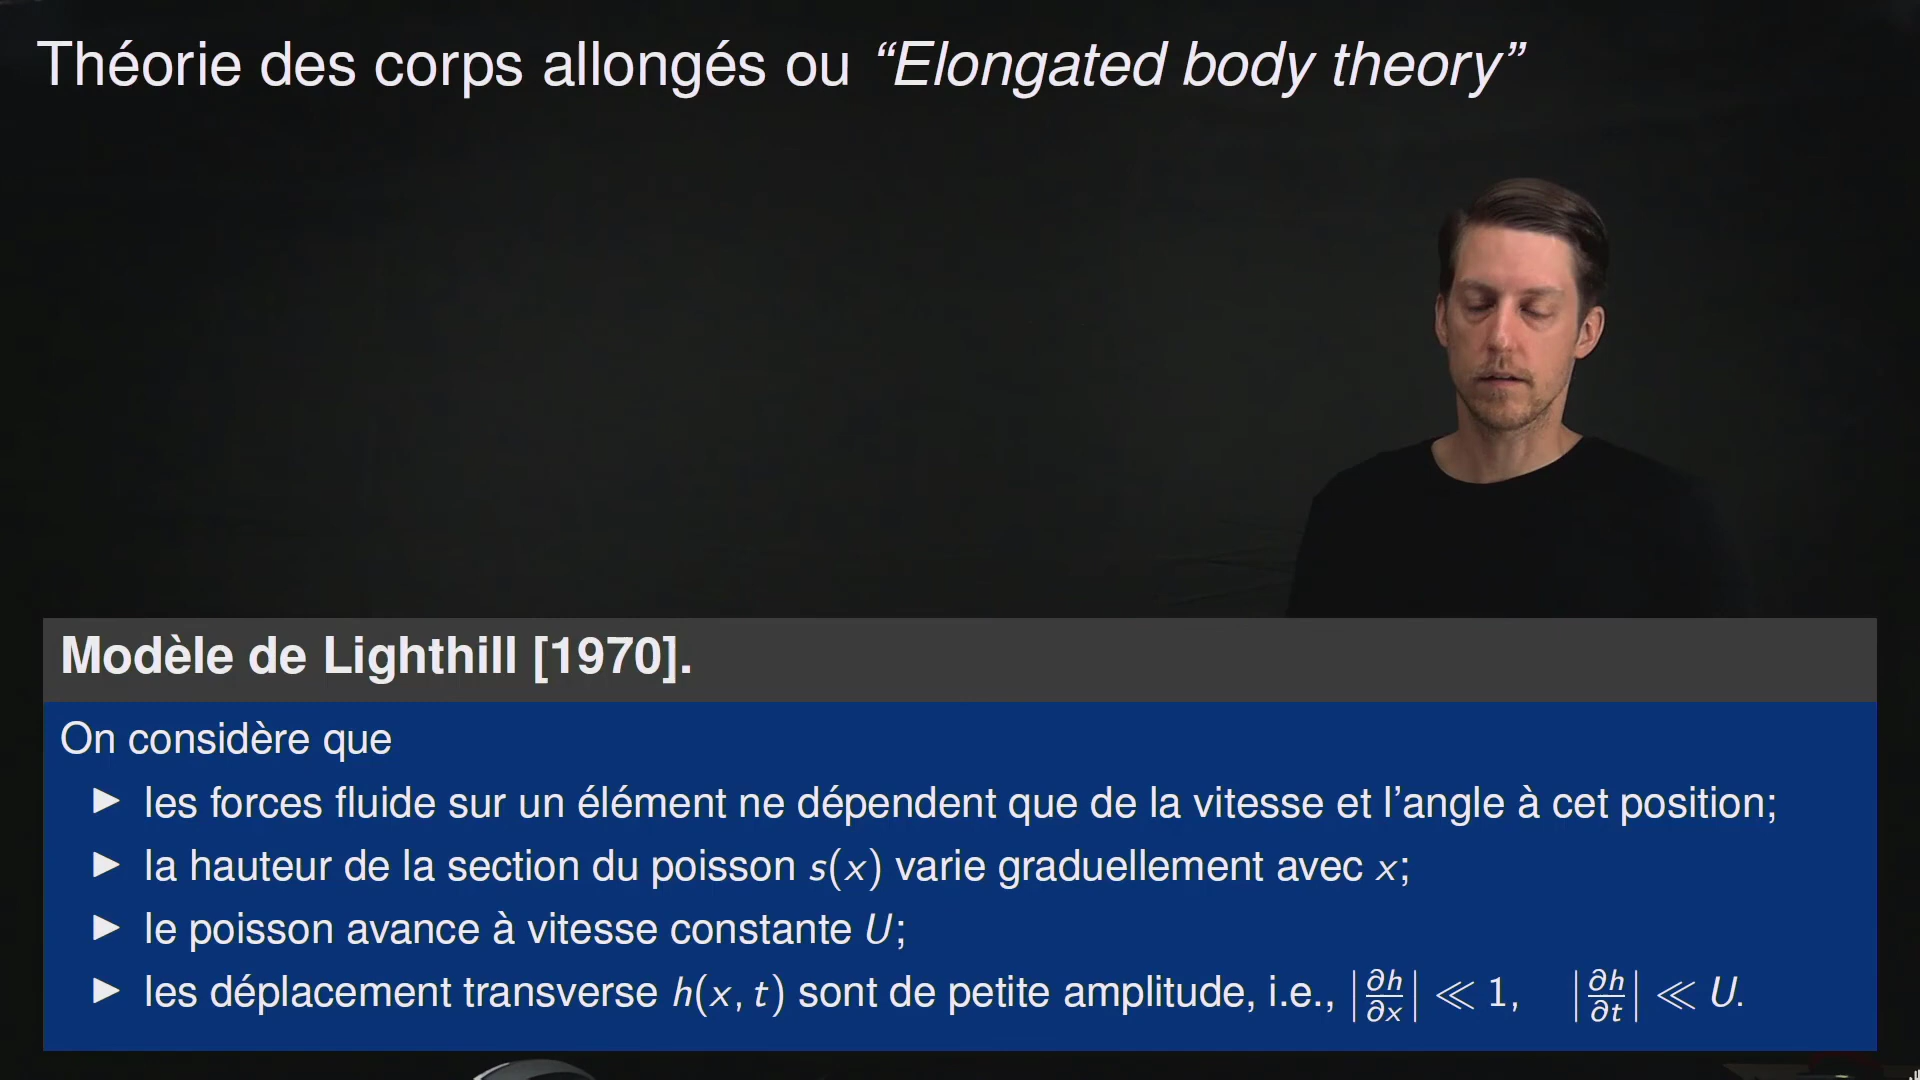 Théorie des corps allongés ou “Elongated body theory”
Modèle de Lighthill [1970].
On considère que
▶ les forces fluide sur un élément ne dépendent que de la vitesse et l’angle à cet position;
▶ la hauteur de la section du poisson s(x) varie graduellement avec x;
▶ le poisson avance à vitesse constante U;
▶ les déplacement transverse h(x, t) sont de petite amplitude, i.e., |∂h/∂x| ≪ 1, |∂h/∂t| ≪ U.